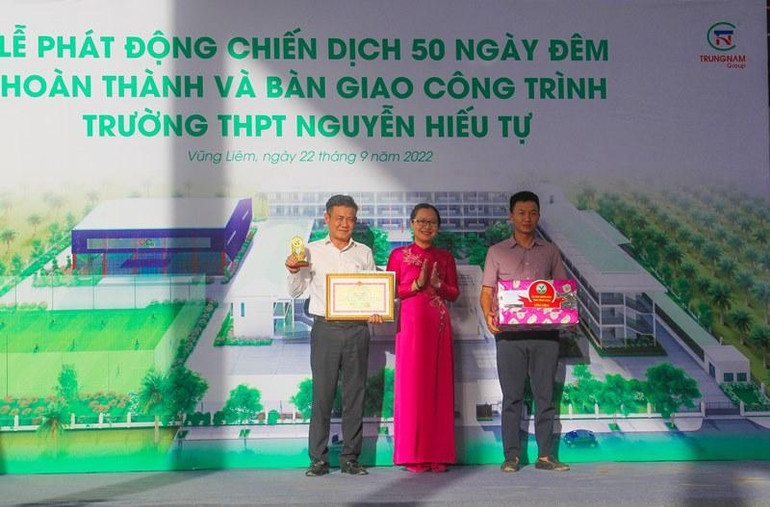 LỄ PHÁT ĐỘNG CHIẾN DỊCH 50 NGÀY ĐÊM
HOÀN THÀNH VÀ BÀN GIAO CÔNG TRÌNH
TRƯỜNG THPT NGUYỄN HIẾU TỰ
Vũng Liêm, ngày 22 tháng 9 năm 2022
TRUNGNAM
Group